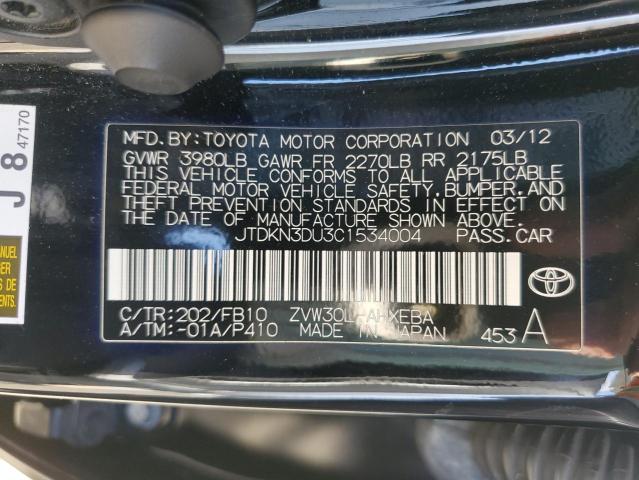 MFD.BY:TOYOTA MOTOR CORPORATION 03/12
GVWR 3980LB GAWR FR 2270LB RR 2175LB
THIS VEHICLE CONFORMS TO ALL APPLICABLE
FEDERAL MOTOR VEHICLE SAFETY,BUMPER,AND
THEFT PREVENTION STANDARDS IN EFFECT ON
THE DATE OF MANUFACTURE SHOWN ABOVE.
JTDKN3DU3C1534004 PASS.CAR
C/TR:202/FB10 ZVW30L-AHXEBA
A/TM:-01A/P410 MADE IN JAPAN 453 A
J 8 47170
MANUEL